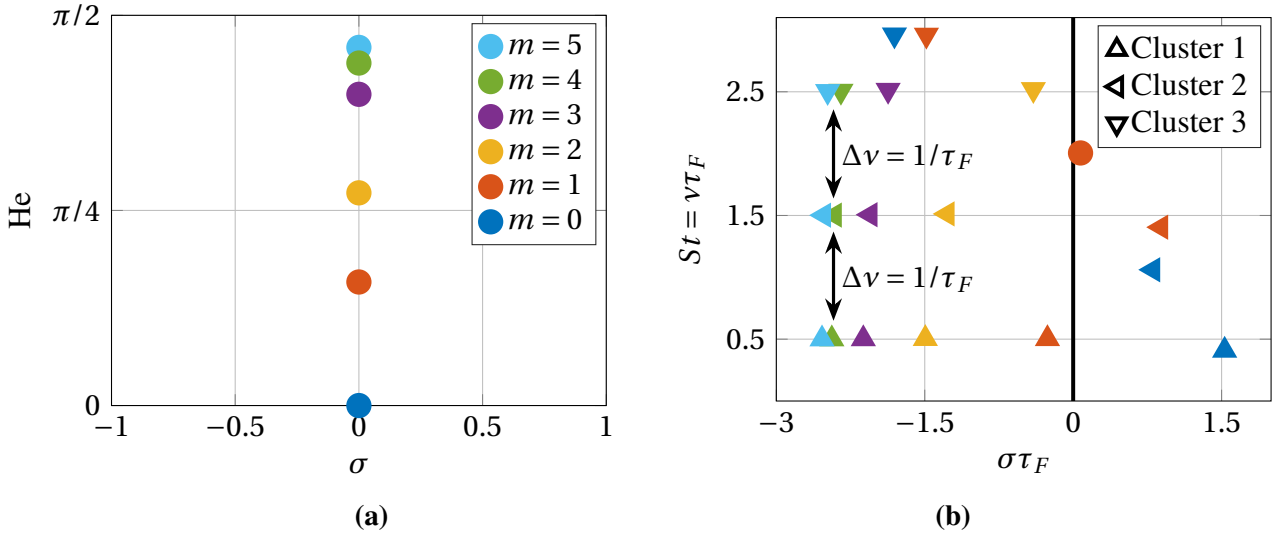 π/2
π/4
0
He
−1
−0.5
0
0.5
1
σ
m = 5
m = 4
m = 3
m = 2
m = 1
m = 0
(a)
2.5
1.5
0.5
St = ντ_F
−3
−1.5
0
1.5
στ_F
Δν = 1/τ_F
Δν = 1/τ_F
Cluster 1
Cluster 2
Cluster 3
(b)